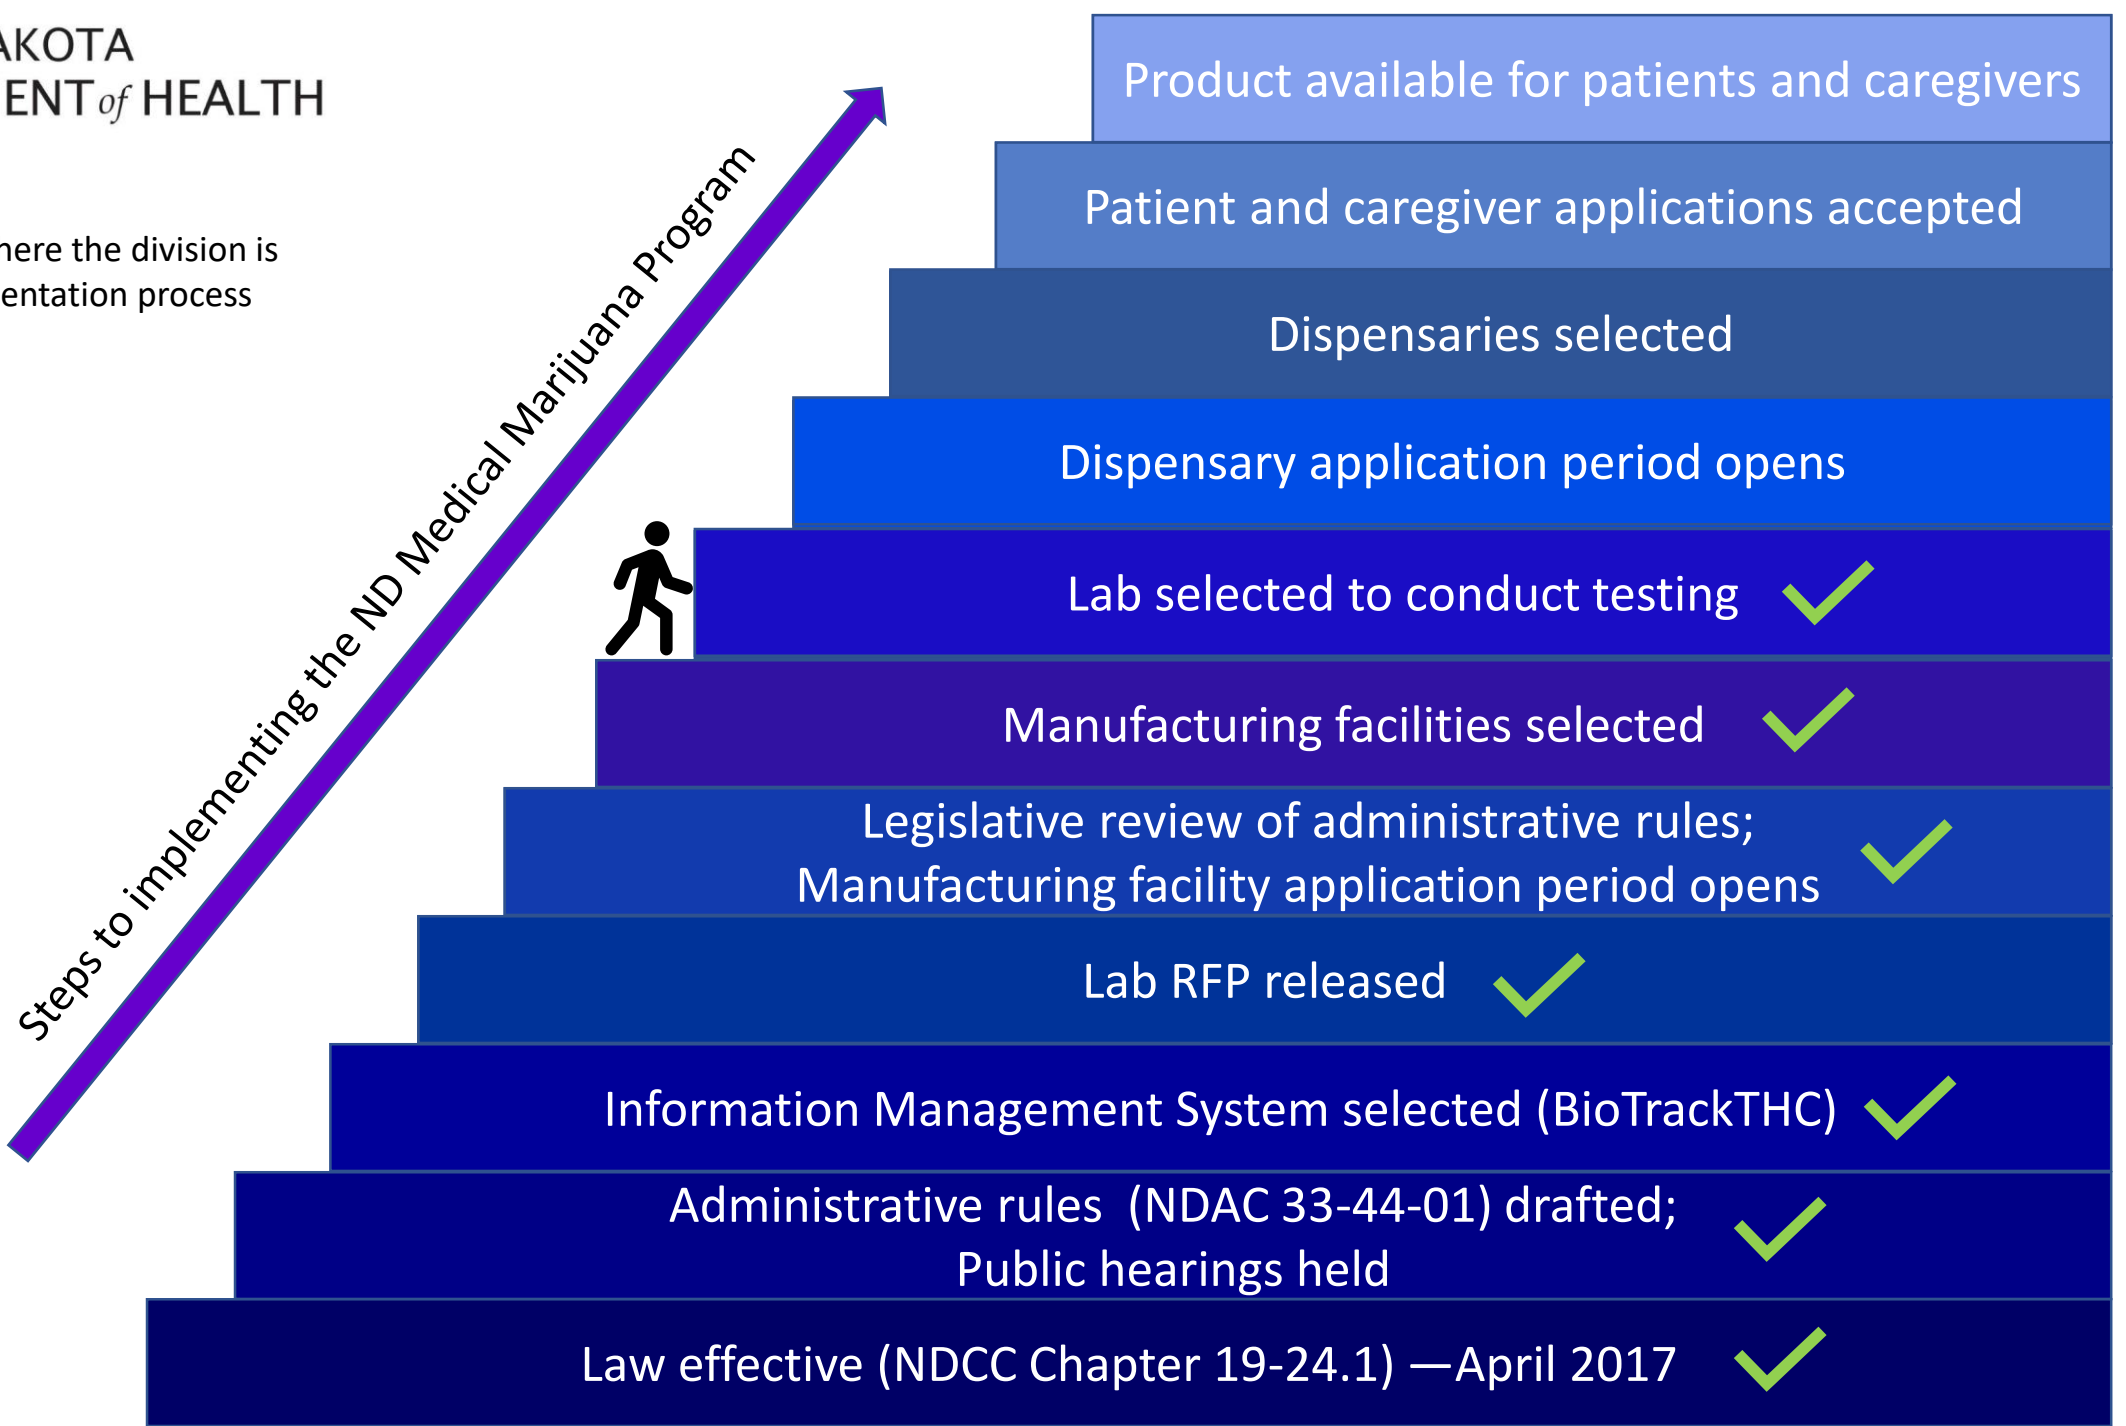 AKOTA
ENT of HEALTH
here the division is
entation process
Steps to implementing the ND Medical Marijuana Program
Product available for patients and caregivers
Patient and caregiver applications accepted
Dispensaries selected
Dispensary application period opens
Lab selected to conduct testing
Manufacturing facilities selected
Legislative review of administrative rules;
Manufacturing facility application period opens
Lab RFP released
Information Management System selected (BioTrackTHC)
Administrative rules (NDAC 33-44-01) drafted;
Public hearings held
Law effective (NDCC Chapter 19-24.1) —April 2017